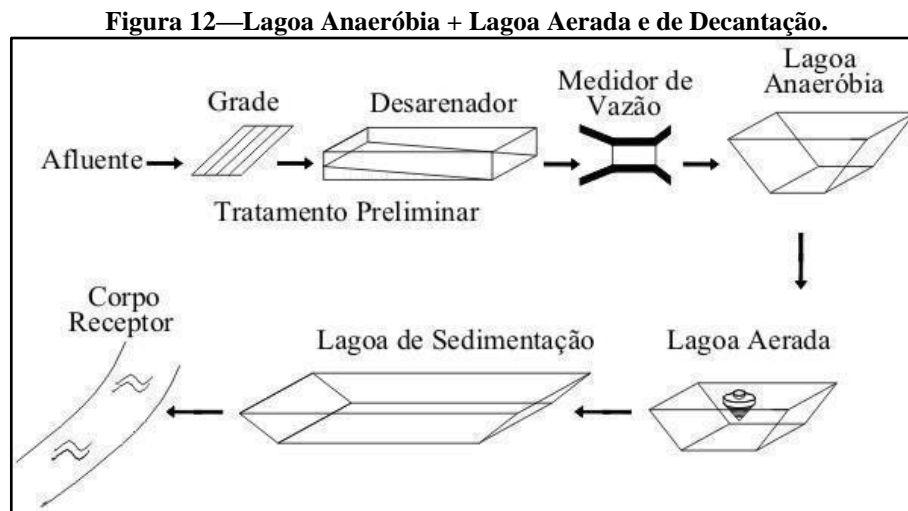 Figura 12—Lagoa Anaeróbia + Lagoa Aerada e de Decantação.
Grade
Desarenador
Medidor de
Vazão
Lagoa
Anaeróbia
Afluente
Tratamento Preliminar
Corpo
Receptor
Lagoa de Sedimentação
Lagoa Aerada